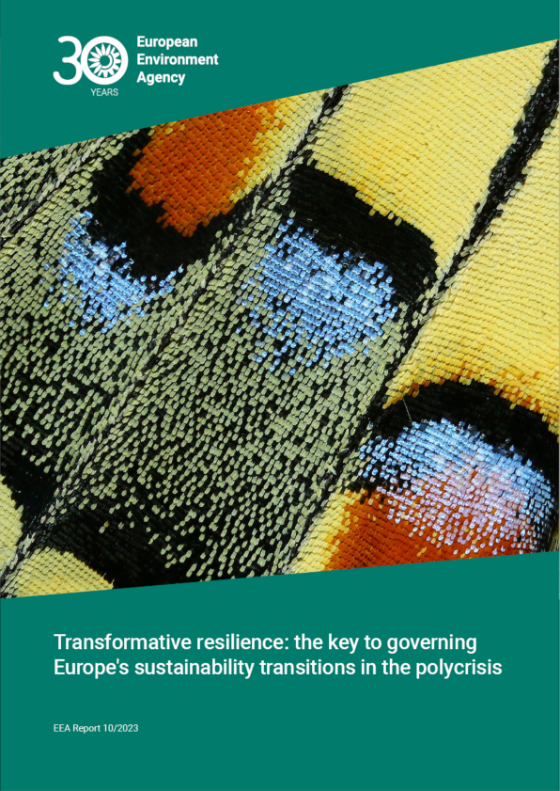 30
YEARS
European
Environment
Agency
Transformative resilience: the key to governing
Europe's sustainability transitions in the polycrisis
EEA Report 10/2023